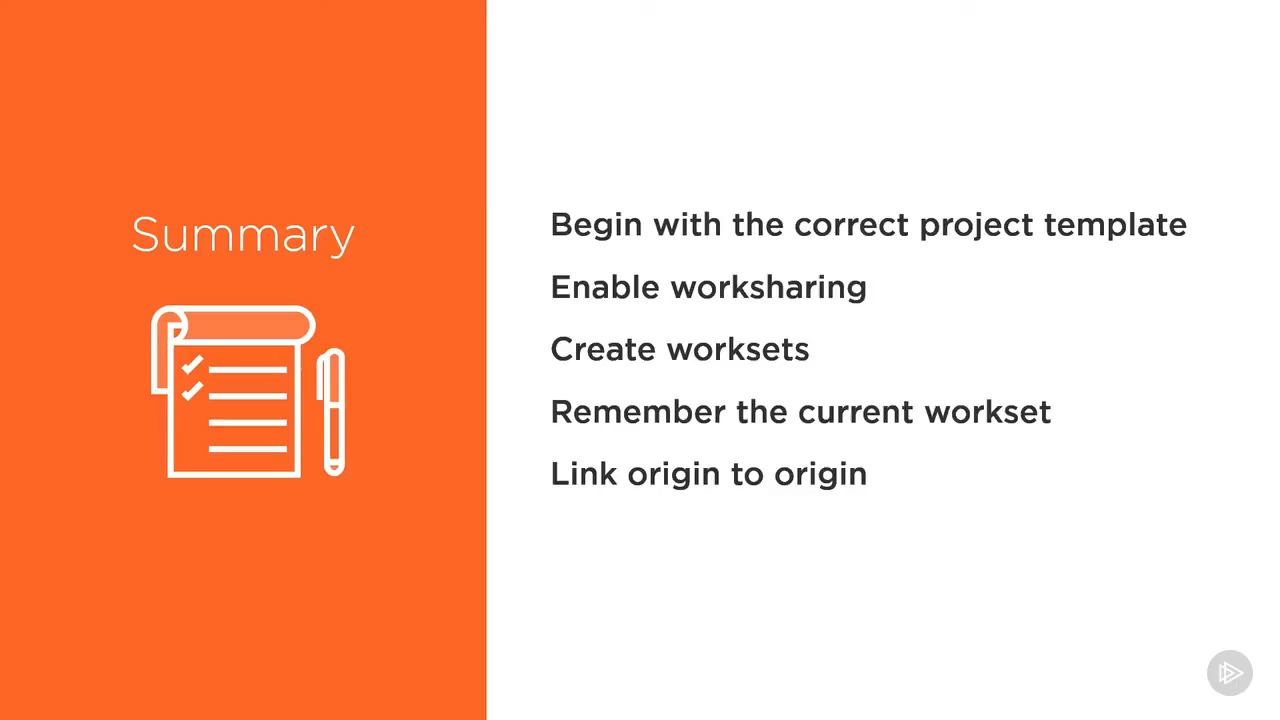 Summary
Begin with the correct project template
Enable worksharing
Create worksets
Remember the current workset
Link origin to origin